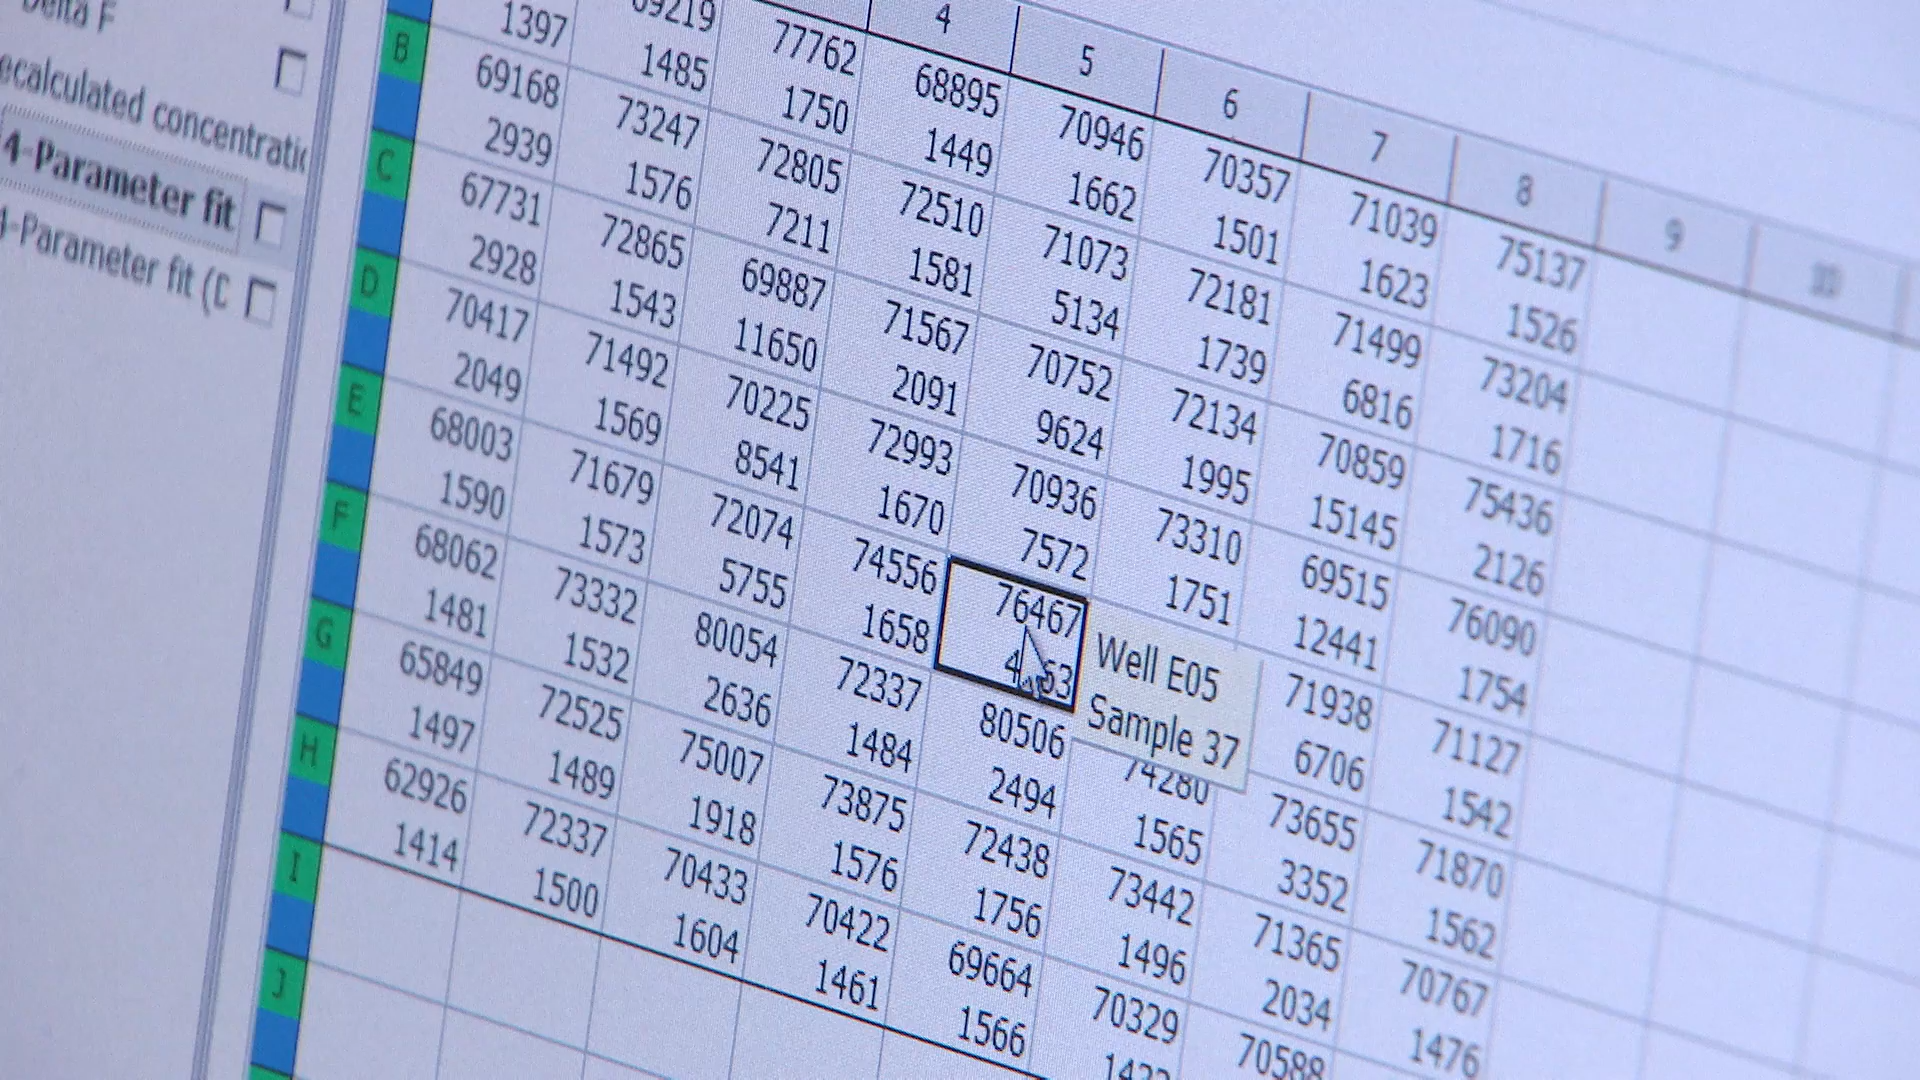 Delta F
ecalculated concentratic
4-Parameter fit
4-Parameter fit (C
4 5 6 7 8 9 10
69219 77762 68895 70946 70357 71039 75137
1397 1485 1750 1449 1662 1501 1623 1526
B 69168 73247 72805 72510 71073 72181 71499 73204
2939 1576 7211 1581 5134 1739 6816 1716
C 67731 72865 69887 71567 70752 72134 70859 75436
2928 1543 11650 2091 9624 1995 15145 2126
D 70417 71492 70225 72993 70936 73310 69515 76090
2049 1569 8541 1670 7572 1751 12441 1754
E 68003 71679 72074 74556 76467 71938 71127
1590 1573 5755 1658 6706 1542
Well E05
Sample 37
F 68062 73332 80054 72337 80506 74280 73655 71870
1481 1532 2636 1484 2494 1565 3352 1562
G 65849 72525 75007 73875 72438 73442 71365 70767
1497 1489 1918 1576 1756 1496 2034 1476
H 62926 72337 70433 70422 69664 70329 70588
1414 1500 1604 1461 1566
I
J